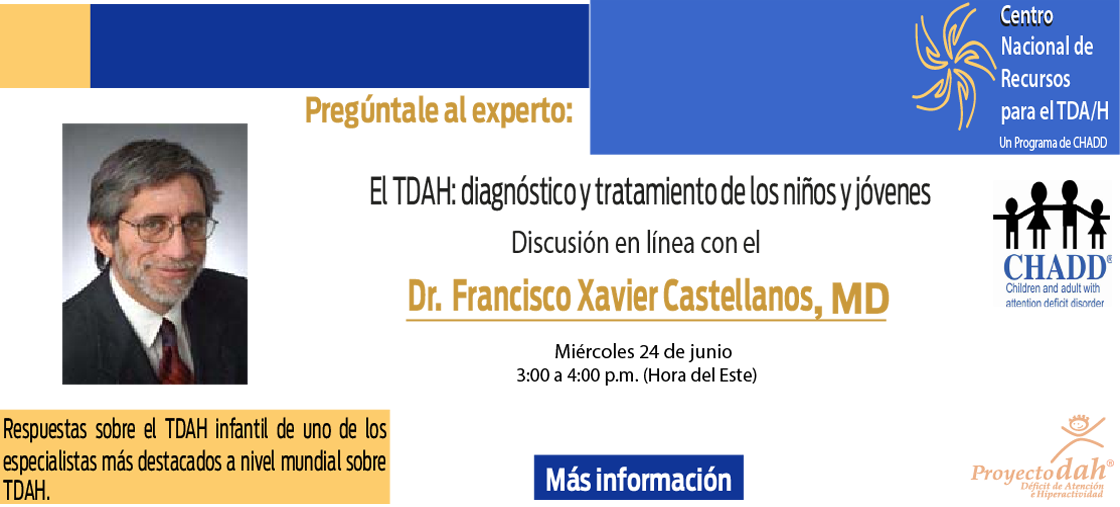 Centro
Nacional de
Recursos
para el TDA/H
Un Programa de CHADD
Pregúntale al experto:
El TDAH: diagnóstico y tratamiento de los niños y jóvenes
Discusión en línea con el
Dr. Francisco Xavier Castellanos, MD
Miércoles 24 de junio
3:00 a 4:00 p.m. (Hora del Este)
CHADD®
Children and adult with
attention deficit disorder
Respuestas sobre el TDAH infantil de uno de los
especialistas más destacados a nivel mundial sobre
TDAH.
Más información
Proyectodah®
Déficit de Atención
e Hiperactividad